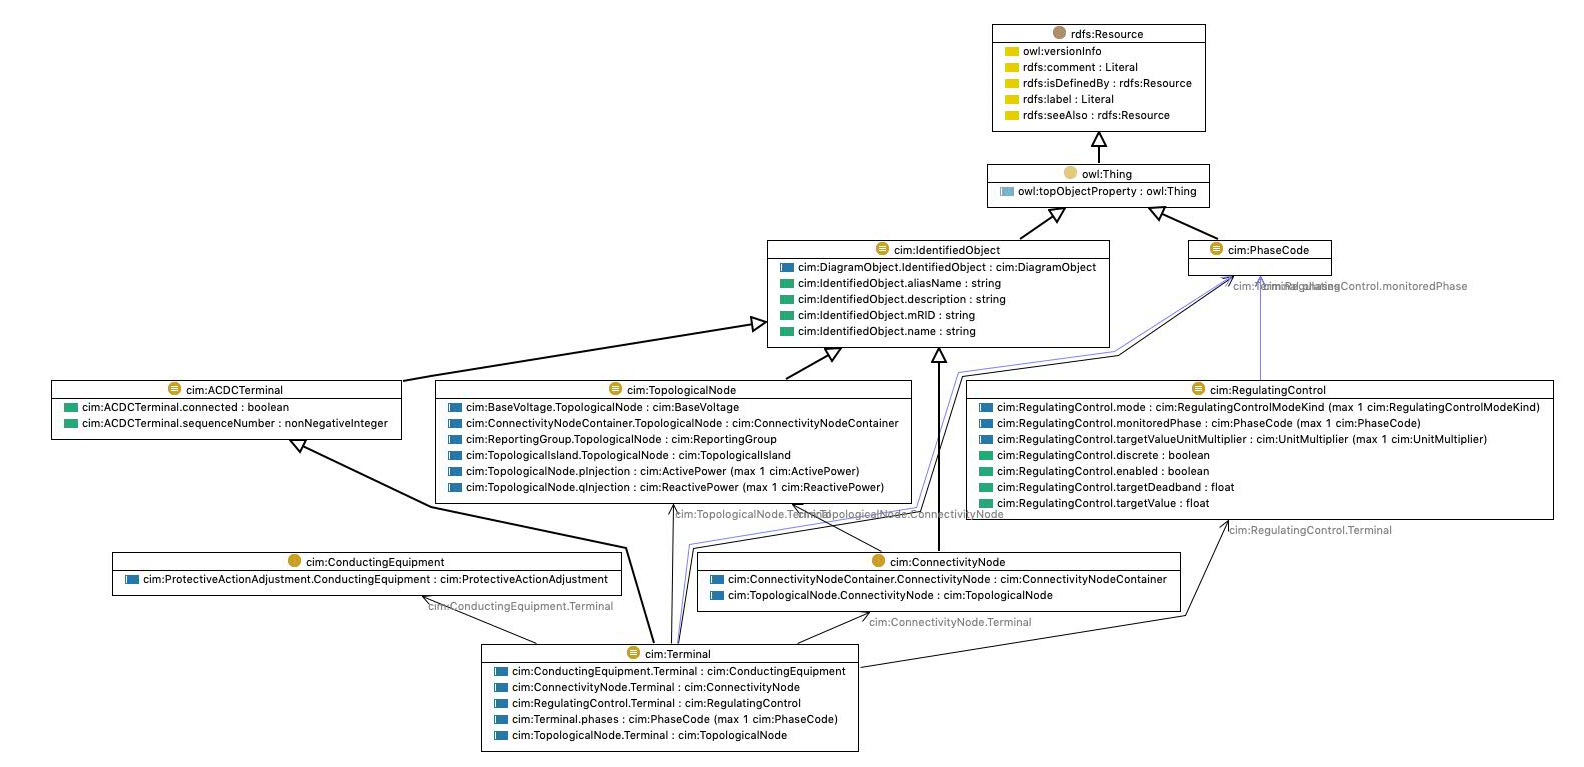 rdfs:Resource
owl:versionInfo
rdfs:comment : Literal
rdfs:isDefinedBy : rdfs:Resource
rdfs:label : Literal
rdfs:seeAlso : rdfs:Resource
owl:Thing
owl:topObjectProperty : owl:Thing
cim:IdentifiedObject
cim:DiagramObject.IdentifiedObject : cim:DiagramObject
cim:IdentifiedObject.aliasName : string
cim:IdentifiedObject.description : string
cim:IdentifiedObject.mRID : string
cim:IdentifiedObject.name : string
cim:PhaseCode
cim:Terminal.phases
cim:RegulatingControl.monitoredPhase
cim:ACDCTerminal
cim:ACDCTerminal.connected : boolean
cim:ACDCTerminal.sequenceNumber : nonNegativeInteger
cim:TopologicalNode
cim:BaseVoltage.TopologicalNode : cim:BaseVoltage
cim:ConnectivityNodeContainer.TopologicalNode : cim:ConnectivityNodeContainer
cim:ReportingGroup.TopologicalNode : cim:ReportingGroup
cim:TopologicalIsland.TopologicalNode : cim:TopologicalIsland
cim:TopologicalNode.pInjection : cim:ActivePower (max 1 cim:ActivePower)
cim:TopologicalNode.qInjection : cim:ReactivePower (max 1 cim:ReactivePower)
cim:RegulatingControl
cim:RegulatingControl.mode : cim:RegulatingControlModeKind (max 1 cim:RegulatingControlModeKind)
cim:RegulatingControl.monitoredPhase : cim:PhaseCode (max 1 cim:PhaseCode)
cim:RegulatingControl.targetValueUnitMultiplier : cim:UnitMultiplier (max 1 cim:UnitMultiplier)
cim:RegulatingControl.discrete : boolean
cim:RegulatingControl.enabled : boolean
cim:RegulatingControl.targetDeadband : float
cim:RegulatingControl.targetValue : float
cim:TopologicalNode.Terminal
cim:TopologicalNode.ConnectivityNode
cim:RegulatingControl.Terminal
cim:ConductingEquipment
cim:ProtectiveActionAdjustment.ConductingEquipment : cim:ProtectiveActionAdjustment
cim:ConnectivityNode
cim:ConnectivityNodeContainer.ConnectivityNode : cim:ConnectivityNodeContainer
cim:TopologicalNode.ConnectivityNode : cim:TopologicalNode
cim:ConductingEquipment.Terminal
cim:ConnectivityNode.Terminal
cim:Terminal
cim:ConductingEquipment.Terminal : cim:ConductingEquipment
cim:ConnectivityNode.Terminal : cim:ConnectivityNode
cim:RegulatingControl.Terminal : cim:RegulatingControl
cim:Terminal.phases : cim:PhaseCode (max 1 cim:PhaseCode)
cim:TopologicalNode.Terminal : cim:TopologicalNode